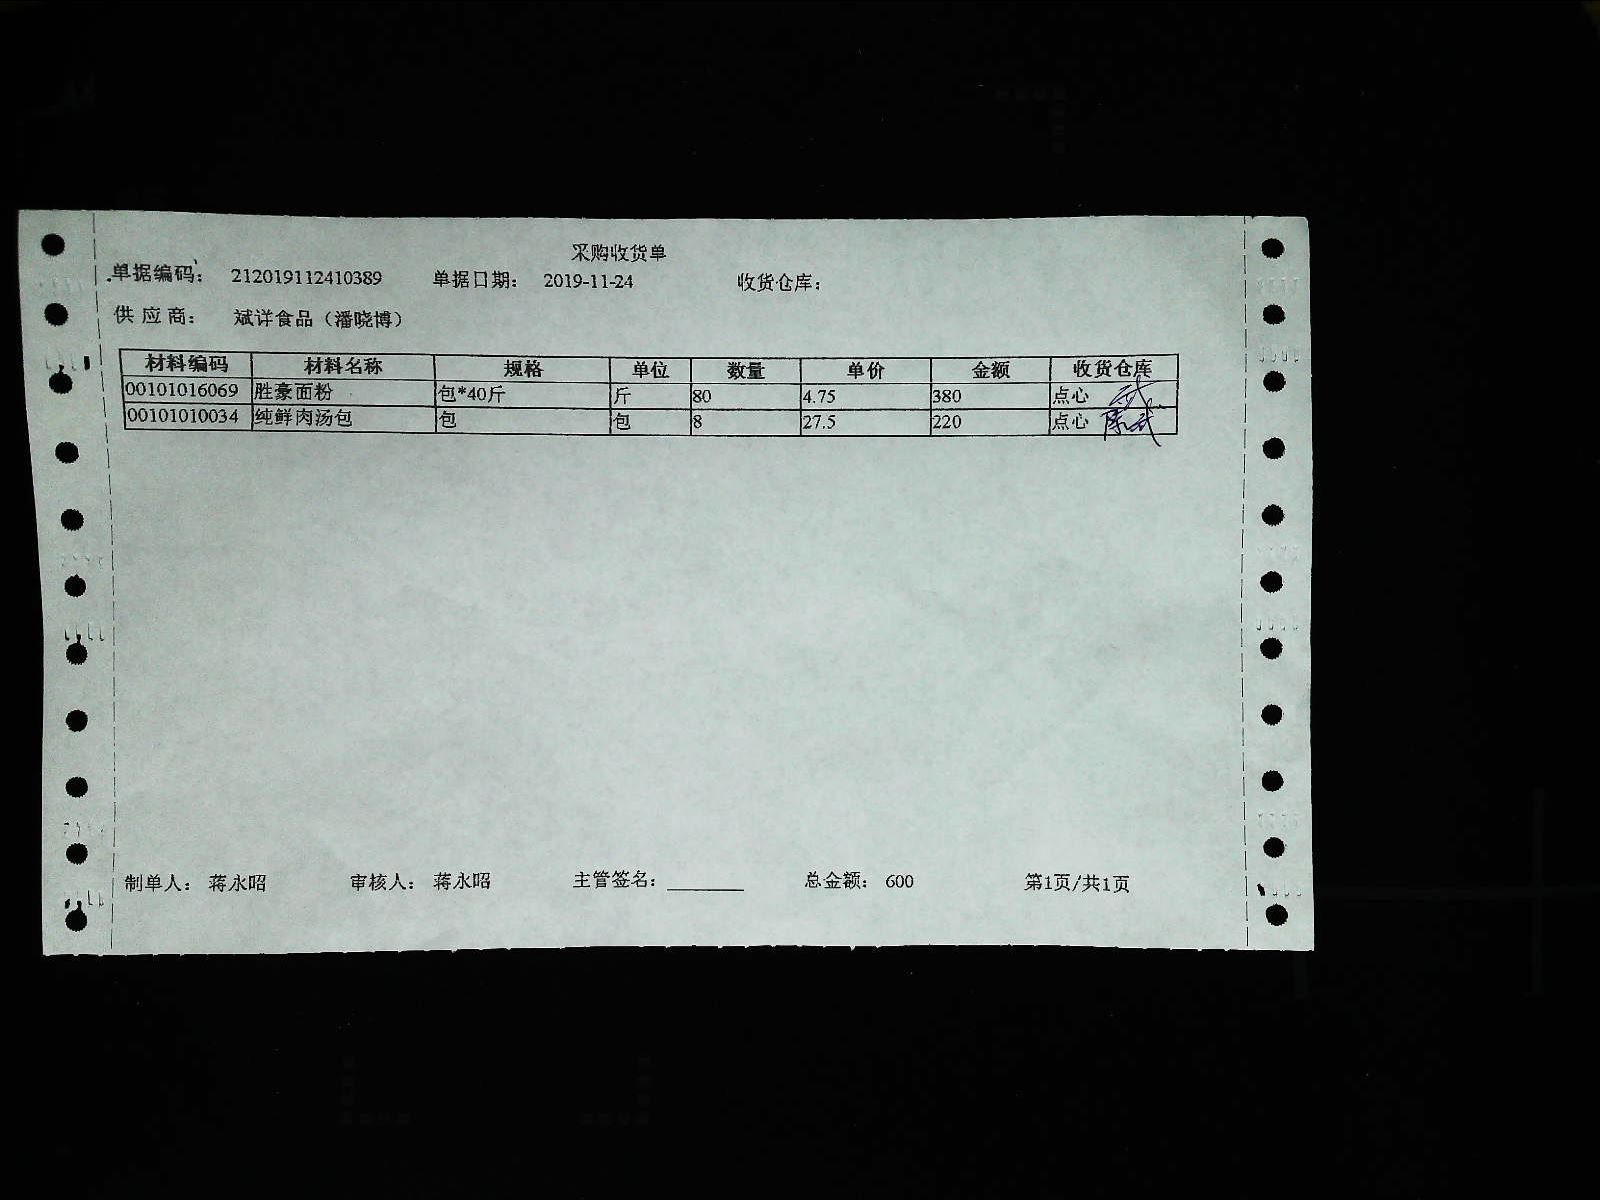 采购收货单
单据编码： 212019112410389 单据日期： 2019-11-24 收货仓库：
供 应 商： 斌详食品（潘晓博）
材料编码 材料名称 规格 单位 数量 单价 金额 收货仓库
00101016069 胜豪面粉 包*40斤 斤 80 4.75 380 点心
00101010034 纯鲜肉汤包 包 包 8 27.5 220 点心
制单人： 蒋永昭 审核人： 蒋永昭 主管签名： 总金额： 600 第1页/共1页